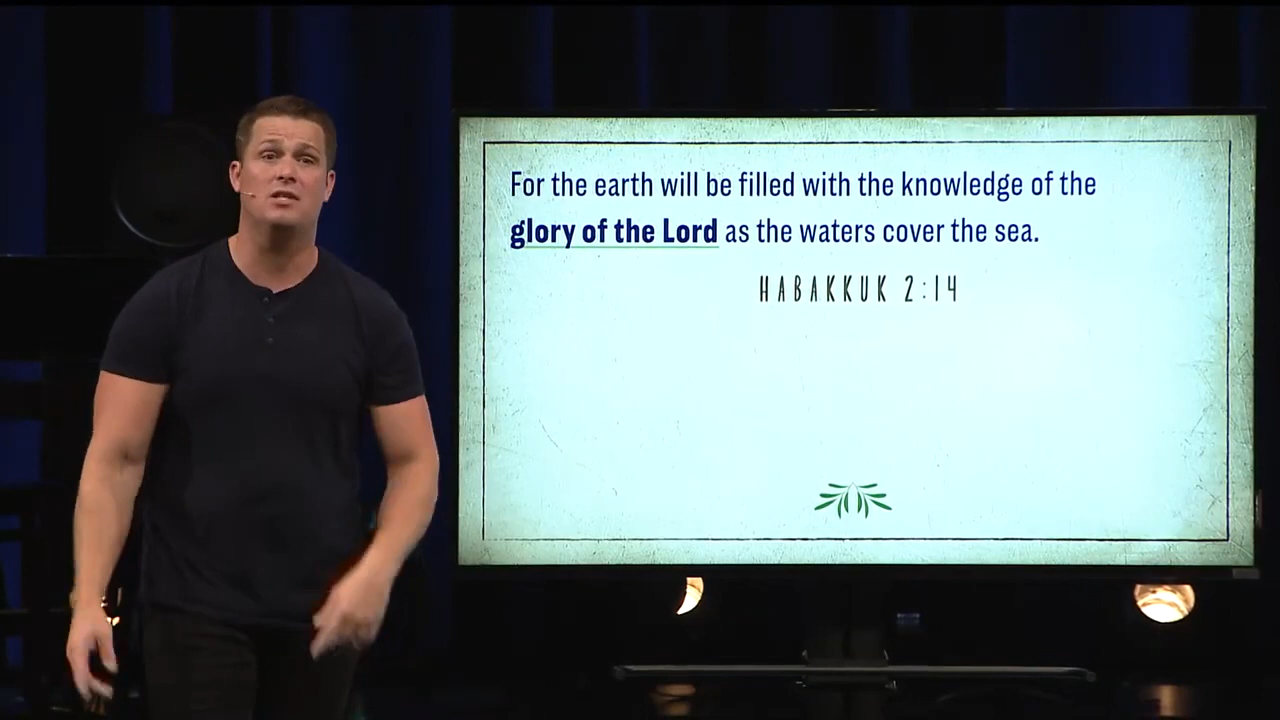 For the earth will be filled with the knowledge of the
glory of the Lord as the waters cover the sea.
HABAKKUK 2:14